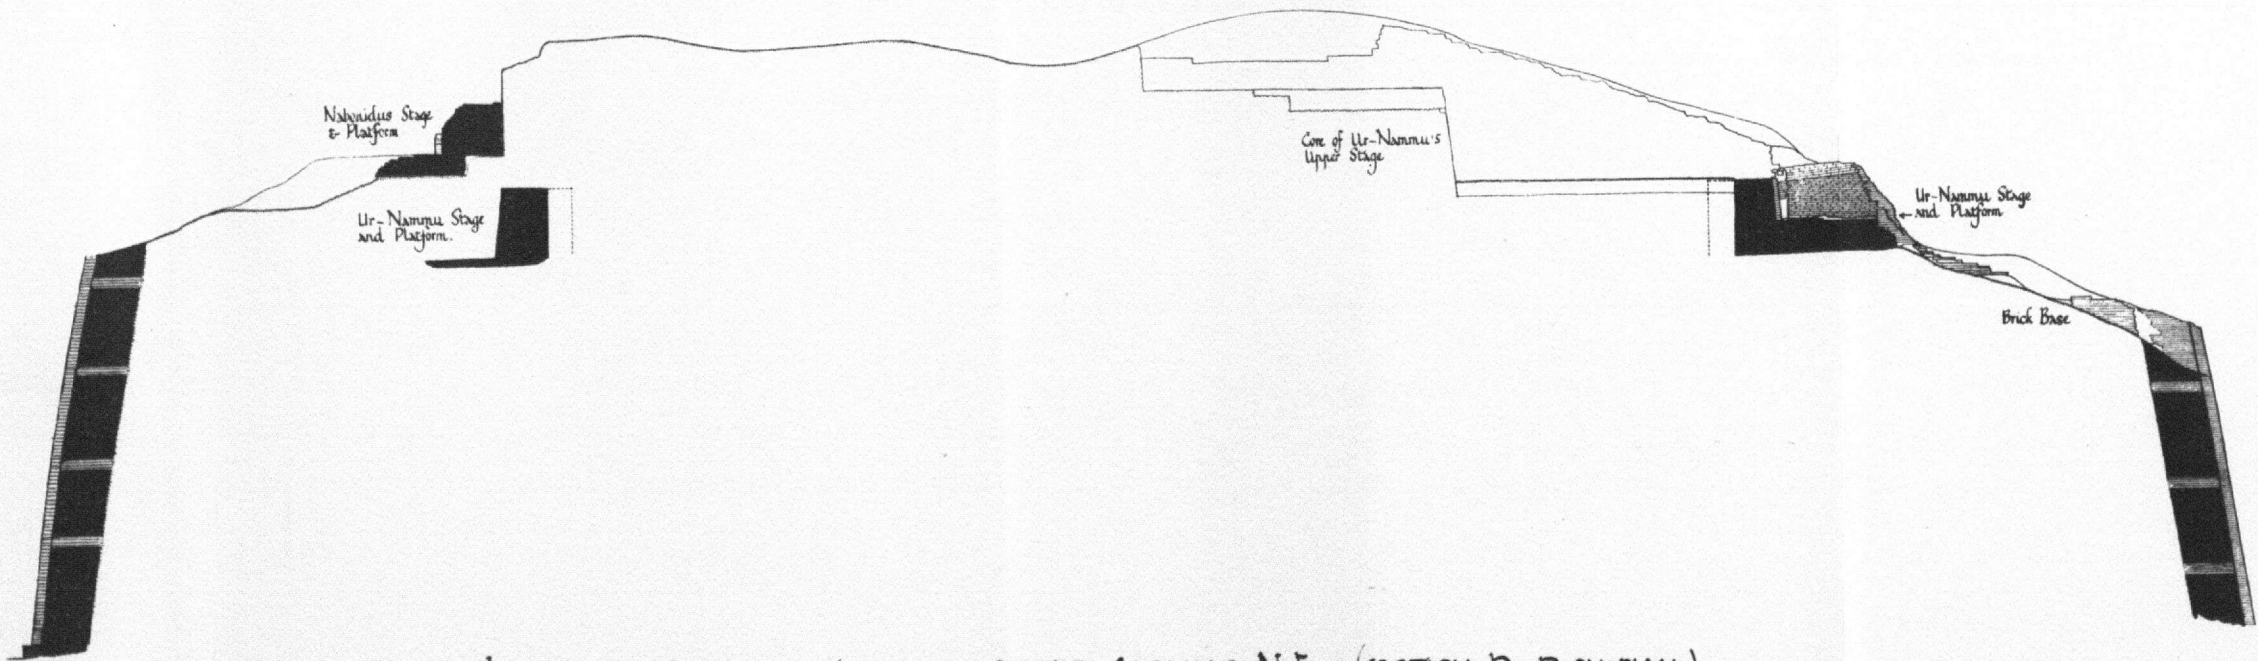 Nabonidus Stage
& Platform
Ur-Nammu Stage
and Platform.
Core of Ur-Nammu's
Upper Stage
Ur-Nammu Stage
and Platform
Brick Base